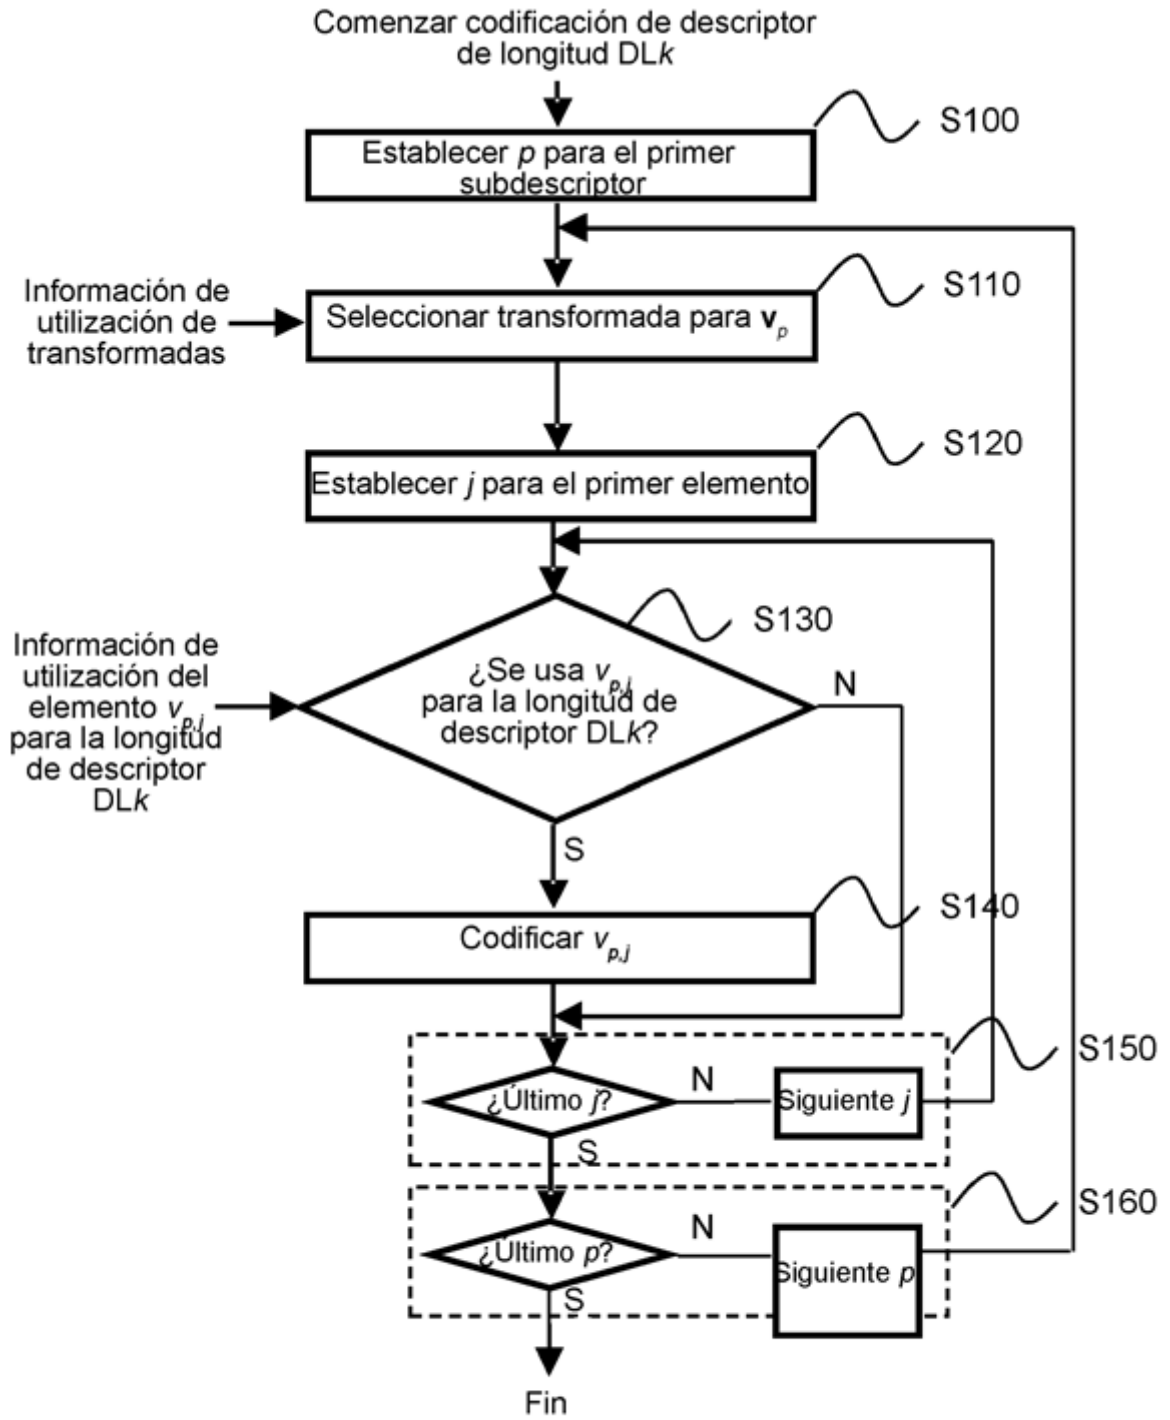 Comenzar codificación de descriptor
de longitud DLk
S100
Establecer p para el primer
subdescriptor
S110
Información de
utilización de
transformadas
Seleccionar transformada para vp
S120
Establecer j para el primer elemento
S130
Información de
utilización del
elemento vp,j
para la longitud
de descriptor
DLk
¿Se usa vp,j
para la longitud de
descriptor DLk?
N
S
S140
Codificar vp,j
S150
¿Último j?
N
Siguiente j
S
S160
¿Último p?
N
Siguiente p
S
Fin